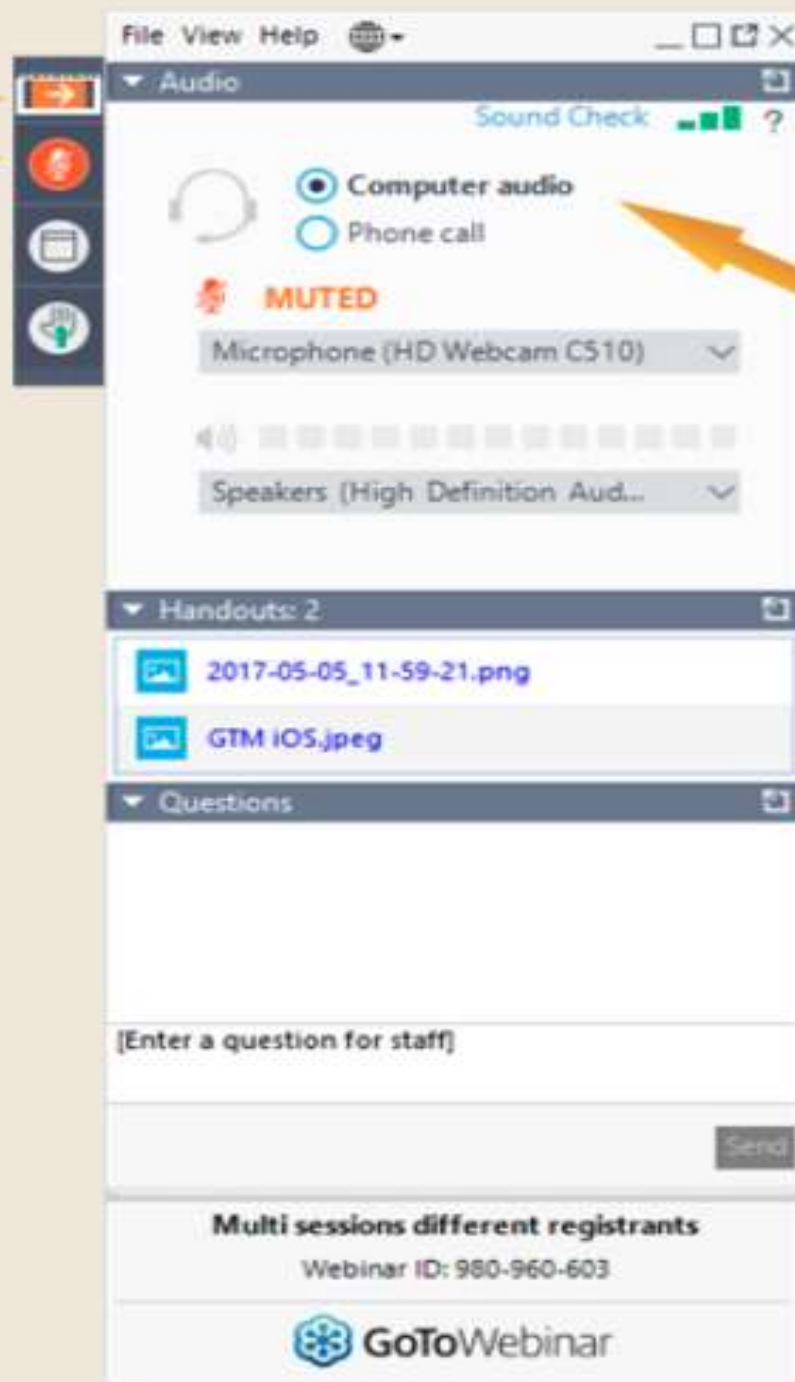 File View Help
Audio
Sound Check ?
Computer audio
Phone call
MUTED
Microphone (HD Webcam C510)
Speakers (High Definition Aud...
Handouts: 2
2017-05-05_11-59-21.png
GTM iOS.jpeg
Questions
[Enter a question for staff]
Send
Multi sessions different registrants
Webinar ID: 980-960-603
GoToWebinar